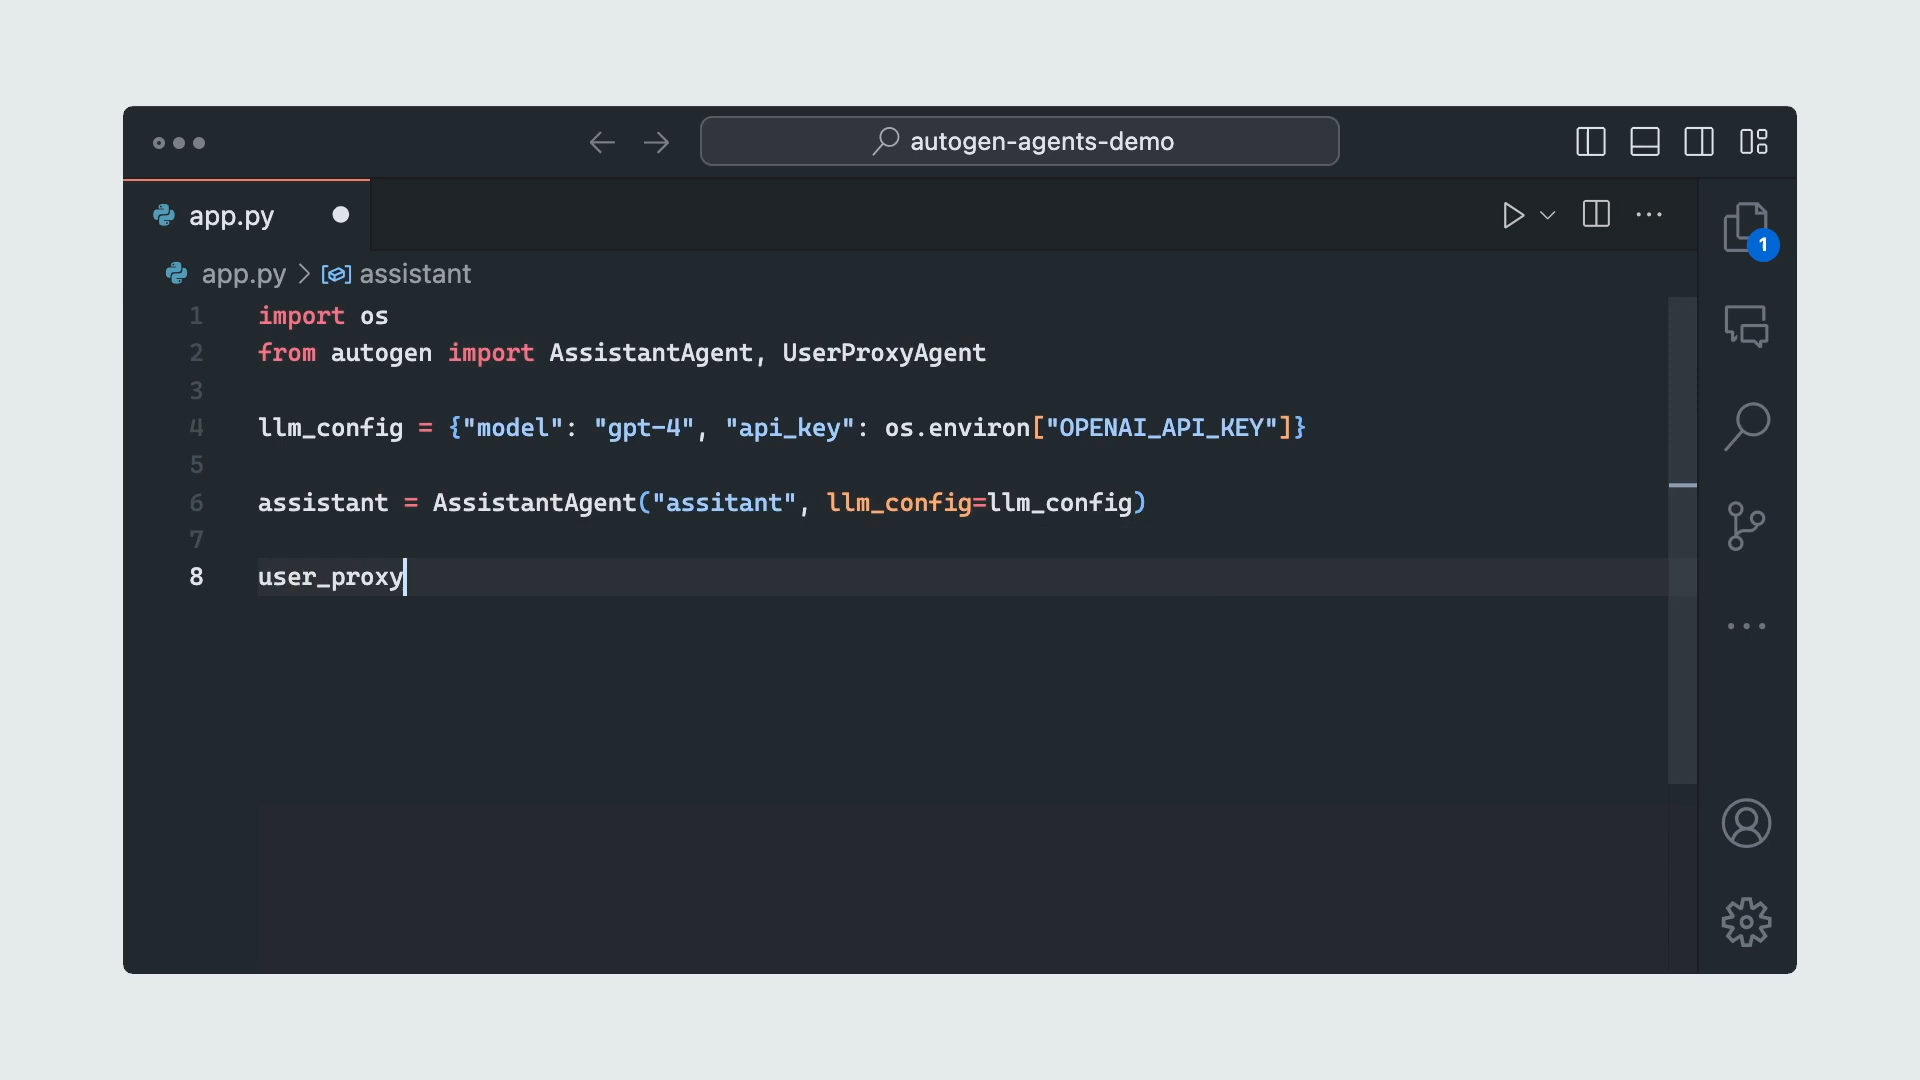 autogen-agents-demo
app.py
1
app.py > assistant
1 import os
2 from autogen import AssistantAgent, UserProxyAgent
3
4 llm_config = {"model": "gpt-4", "api_key": os.environ["OPENAI_API_KEY"]}
5
6 assistant = AssistantAgent("assitant", llm_config=llm_config)
7
8 user_proxy